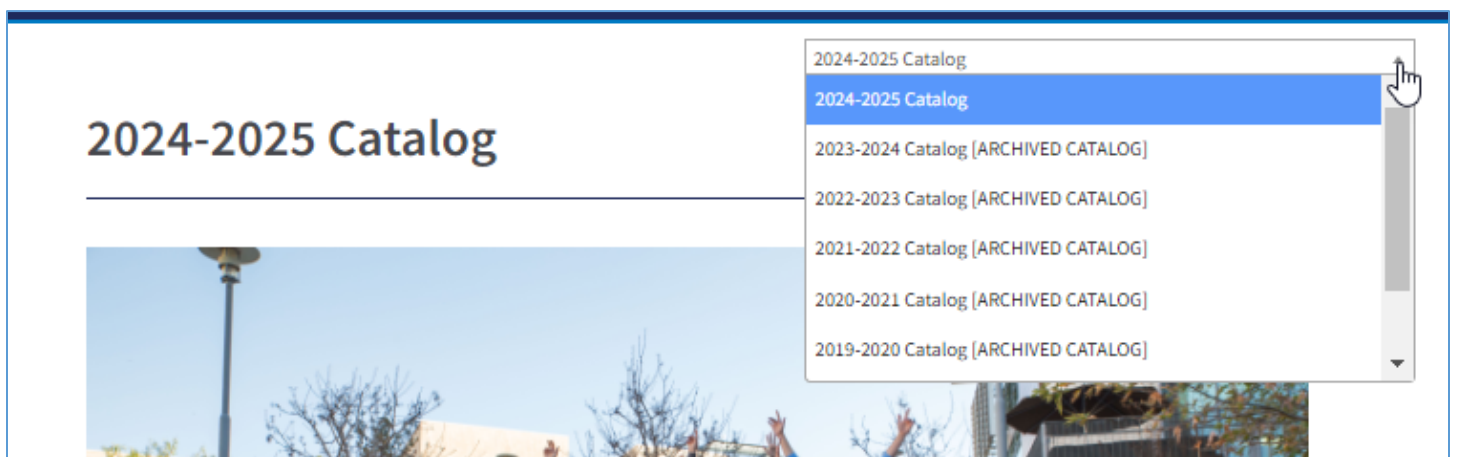 2024-2025 Catalog
2024-2025 Catalog
2024-2025 Catalog
2023-2024 Catalog [ARCHIVED CATALOG]
2022-2023 Catalog [ARCHIVED CATALOG]
2021-2022 Catalog [ARCHIVED CATALOG]
2020-2021 Catalog [ARCHIVED CATALOG]
2019-2020 Catalog [ARCHIVED CATALOG]